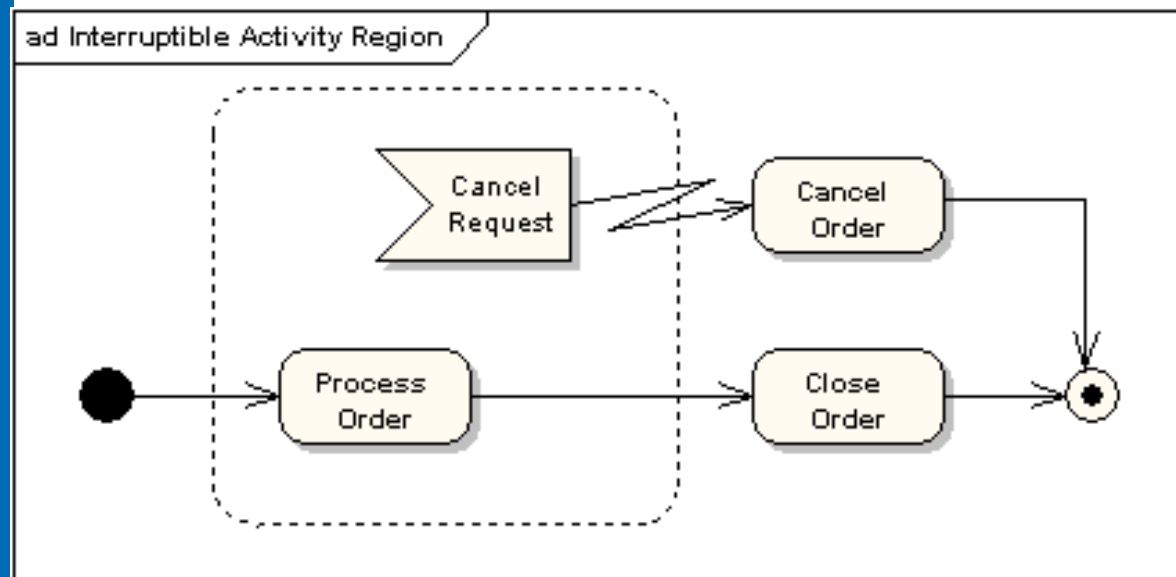 ad Interruptible Activity Region
Cancel
Request
Cancel
Order
Process
Order
Close
Order